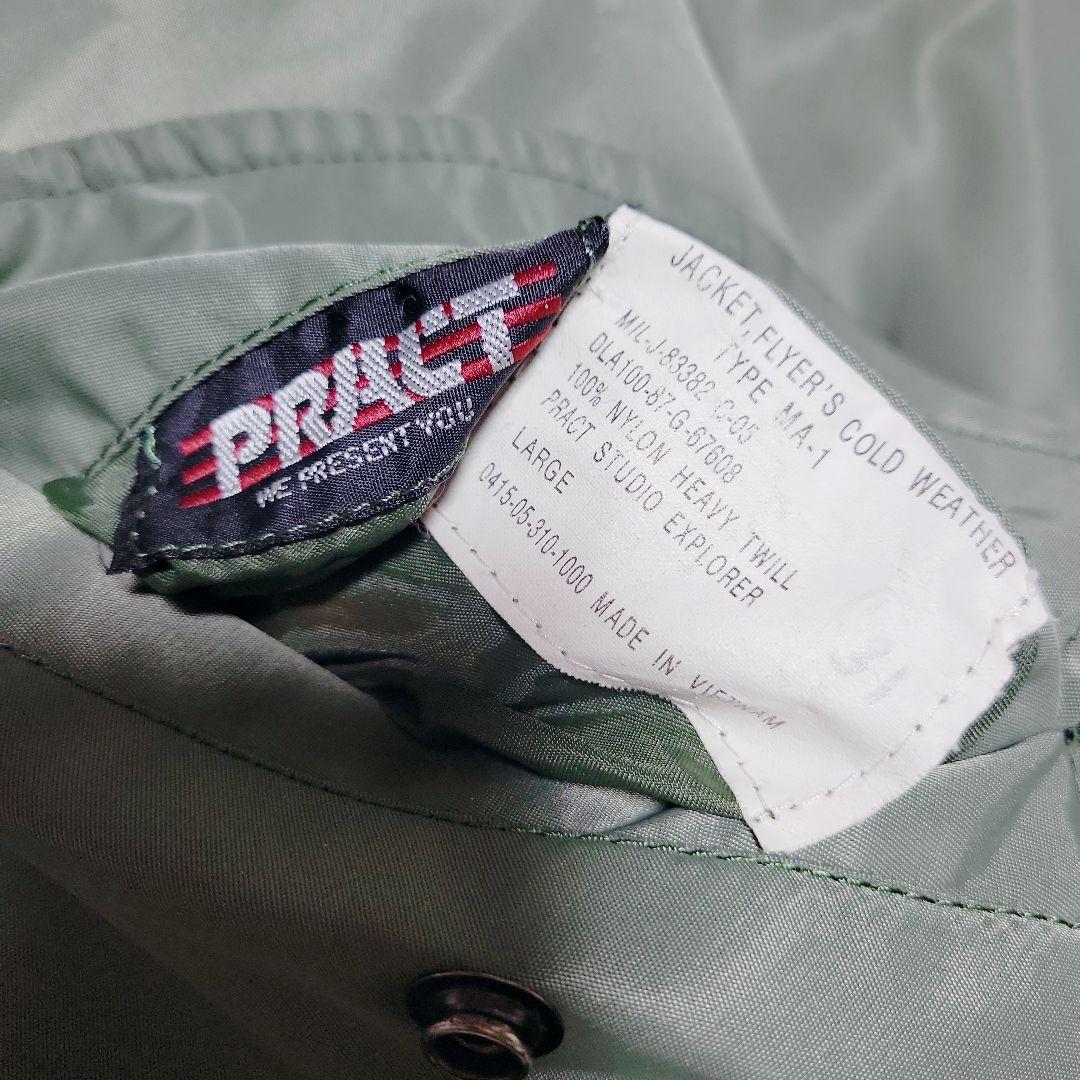 PRACT
WE PRESENT YOU
JACKET,FLYER'S COLD WEATHER
TYPE MA-1
MIL-J-83382 C-05
DLA100-87-G-67608
100% NYLON HEAVY TWILL
PRACT STUDIO EXPLORER
LARGE
0415-05-310-1000 MADE IN VIETNAM